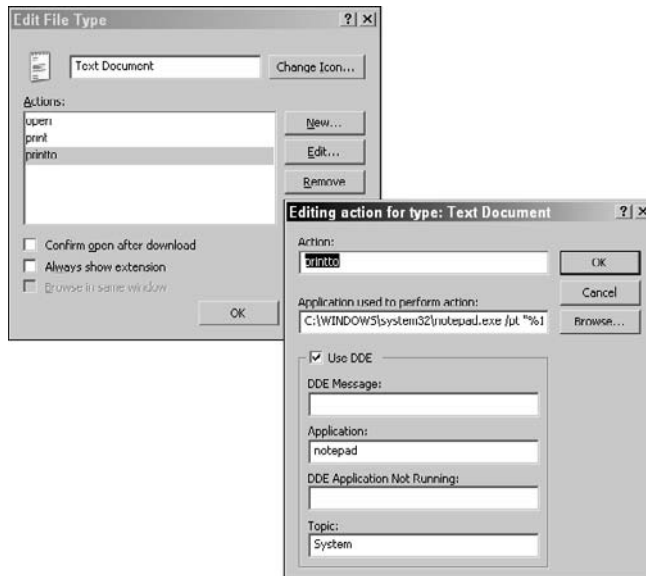 Edit File Type
Text Document
Change Icon...
Actions:
open
print
printto
New...
Edit...
Remove
Confirm open after download
Always show extension
Browse in same window
OK
Editing action for type: Text Document
Action:
printto
OK
Cancel
Application used to perform action:
C:\WINDOWS\system32\notepad.exe /pt "%1
Browse...
Use DDE
DDE Message:
Application:
notepad
DDE Application Not Running:
Topic:
System